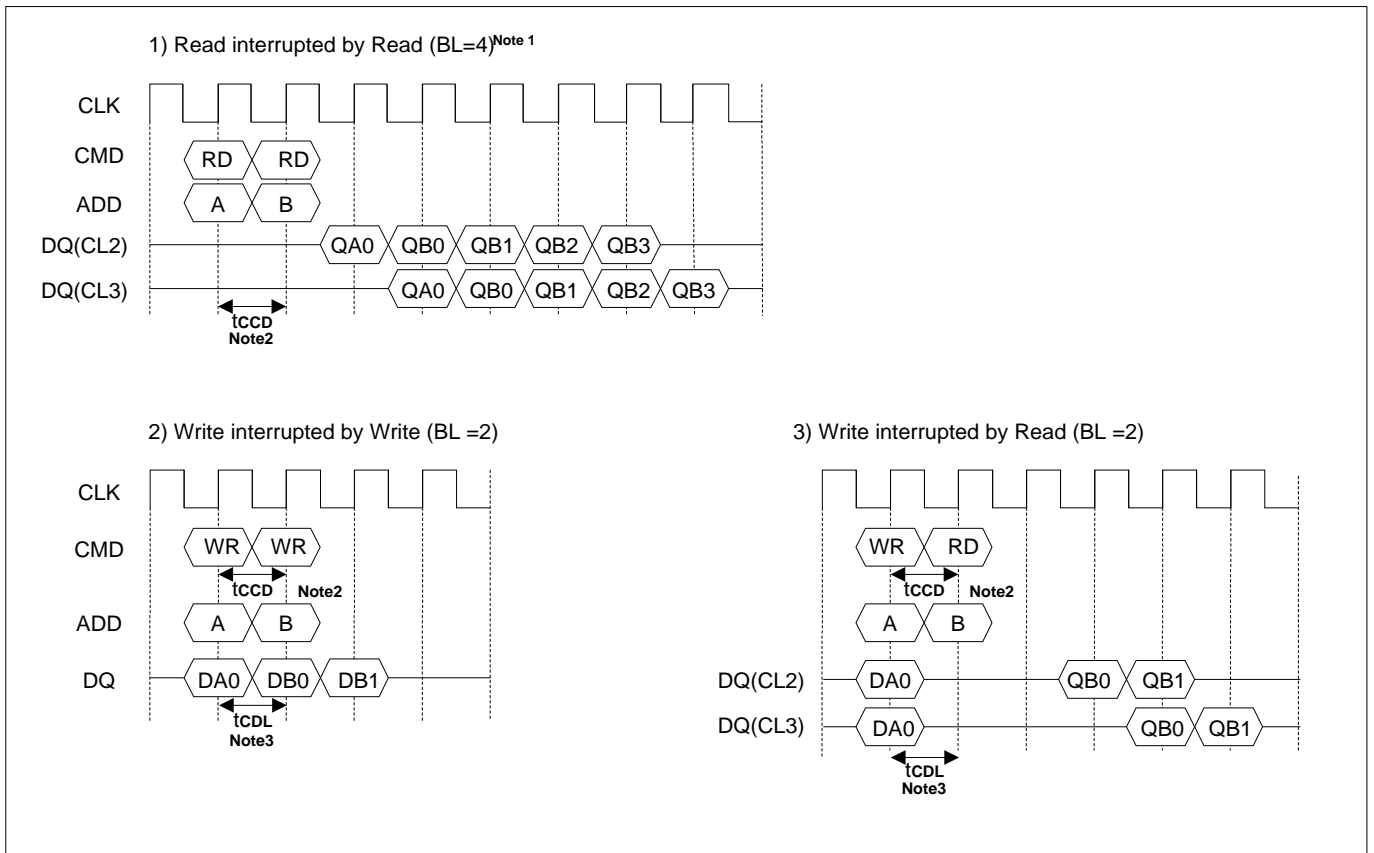 1) Read interrupted by Read (BL=4)Note 1
CLK
CMD RD RD
ADD A B
DQ(CL2) QA0 QB0 QB1 QB2 QB3
DQ(CL3) QA0 QB0 QB1 QB2 QB3
tCCD
Note2
2) Write interrupted by Write (BL =2)
CLK
CMD WR WR
tCCD Note2
ADD A B
DQ DA0 DB0 DB1
tCDL
Note3
3) Write interrupted by Read (BL =2)
CLK
CMD WR RD
tCCD Note2
ADD A B
DQ(CL2) DA0 QB0 QB1
DQ(CL3) DA0 QB0 QB1
tCDL
Note3